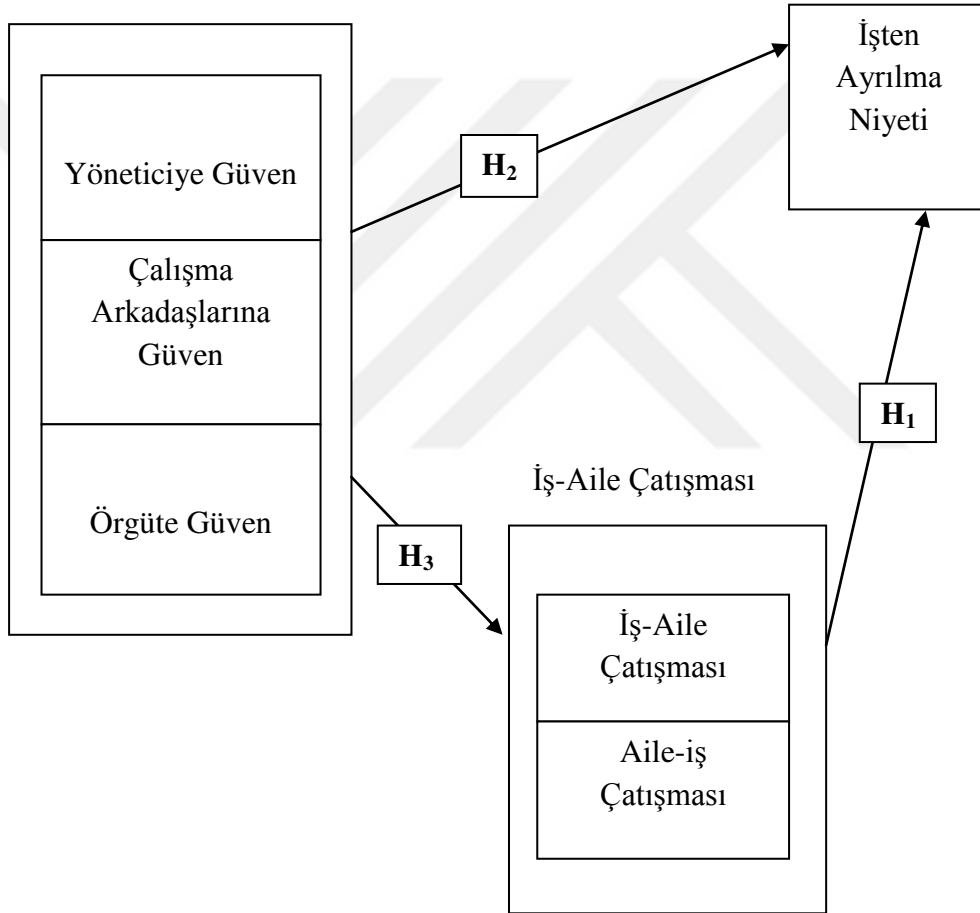 Yöneticiye Güven
Çalışma
Arkadaşlarına
Güven
Örgüte Güven
H₂
İşten
Ayrılma
Niyeti
H₁
H₃
İş-Aile Çatışması
İş-Aile
Çatışması
Aile-iş
Çatışması